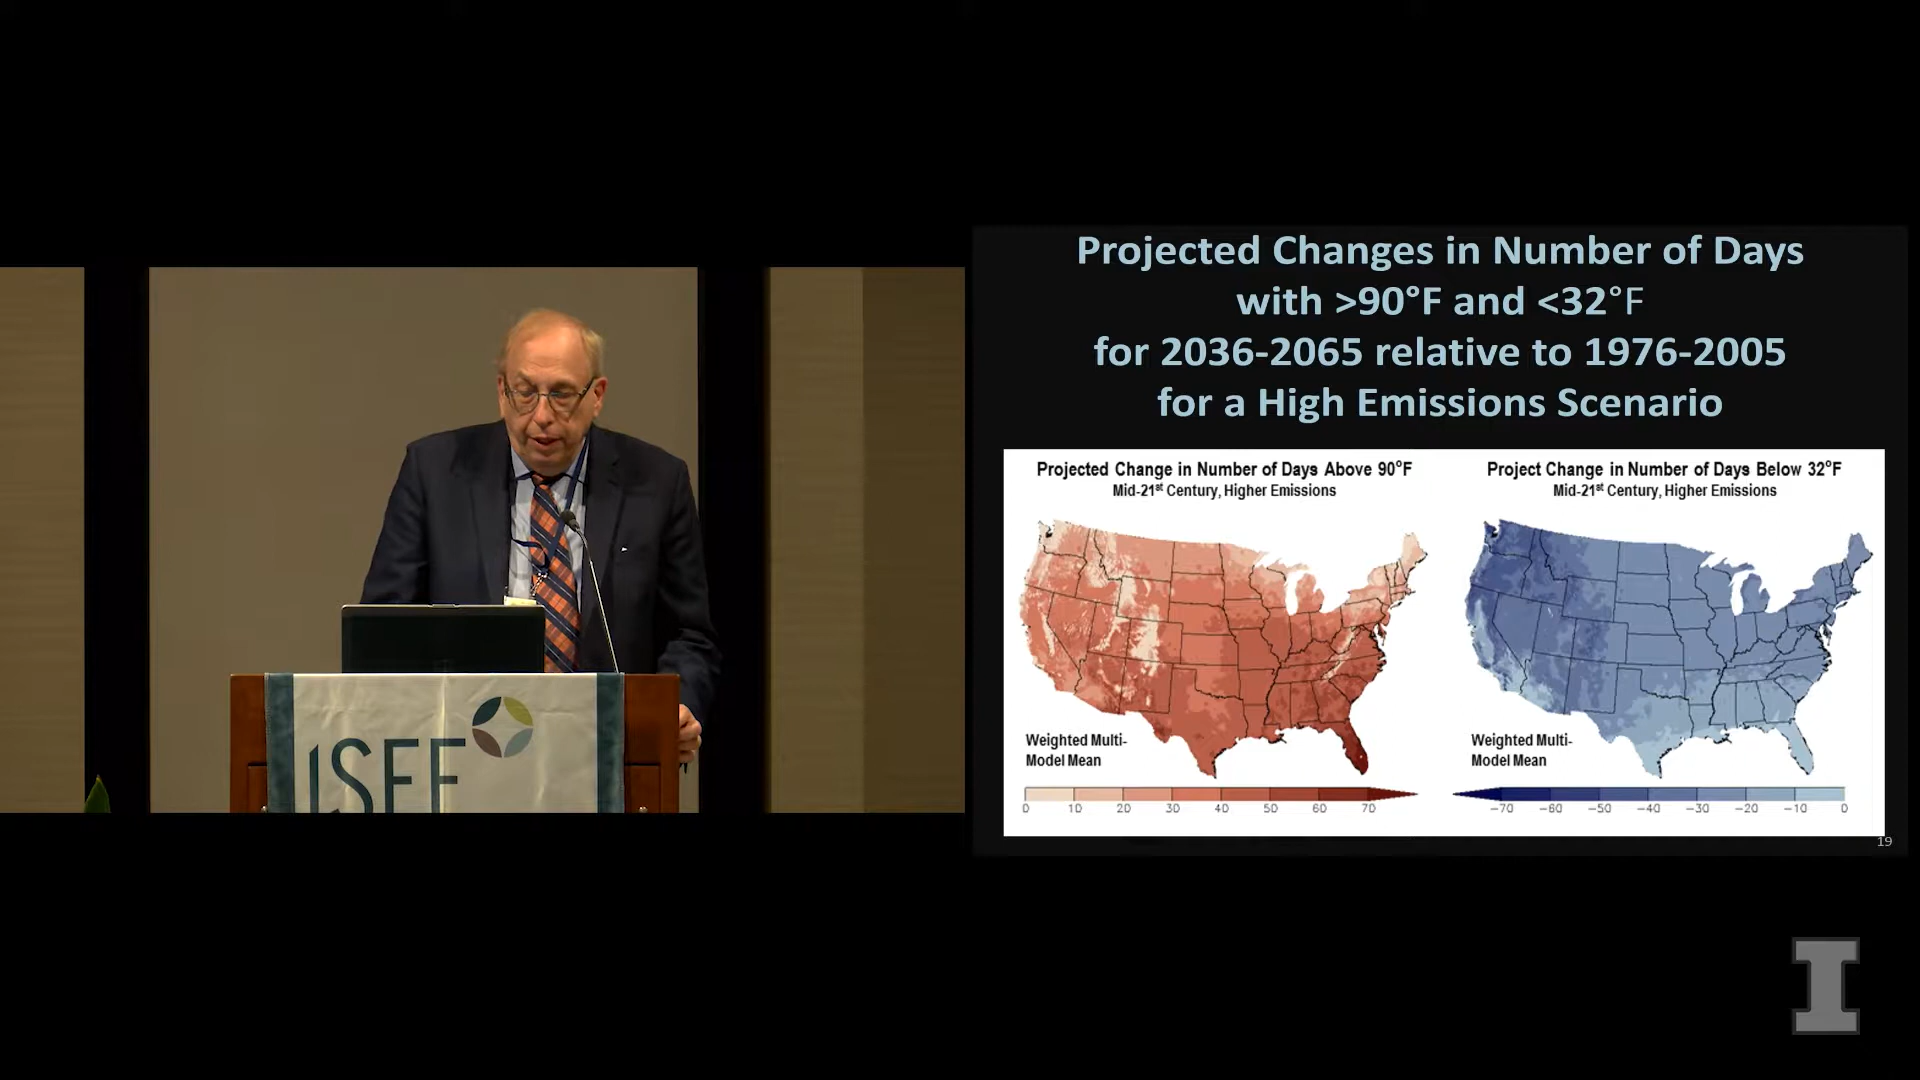 Projected Changes in Number of Days
with >90°F and <32°F
for 2036-2065 relative to 1976-2005
for a High Emissions Scenario
Projected Change in Number of Days Above 90°F
Mid-21st Century, Higher Emissions
Project Change in Number of Days Below 32°F
Mid-21st Century, Higher Emissions
Weighted Multi-
Model Mean
Weighted Multi-
Model Mean
0 10 20 30 40 50 60 70
-70 -60 -50 -40 -30 -20 -10 0
19
iSEE
I